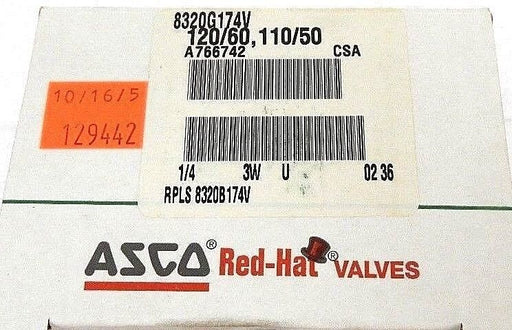 8320G174V
120/60,110/50
A766742 CSA
10/16/5
129442
1/4 3W U 02 36
RPLS 8320B174V
ASCO® Red-Hat® VALVES